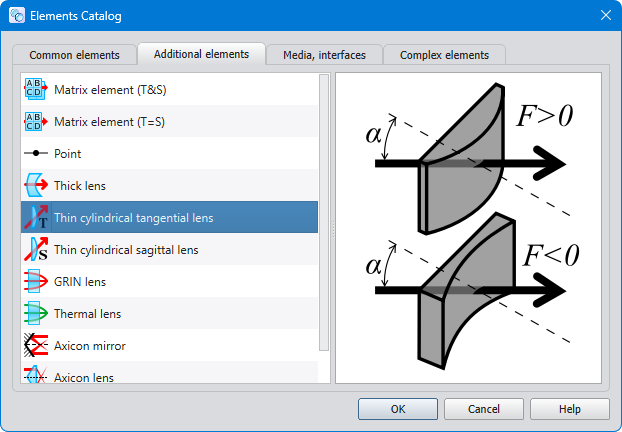 Elements Catalog
Common elements
Additional elements
Media, interfaces
Complex elements
A B
C D
Matrix element (T&S)
A B
C D
Matrix element (T=S)
Point
Thick lens
T
Thin cylindrical tangential lens
S
Thin cylindrical sagittal lens
GRIN lens
Thermal lens
Axicon mirror
Axicon lens
α
F>0
α
F<0
OK
Cancel
Help